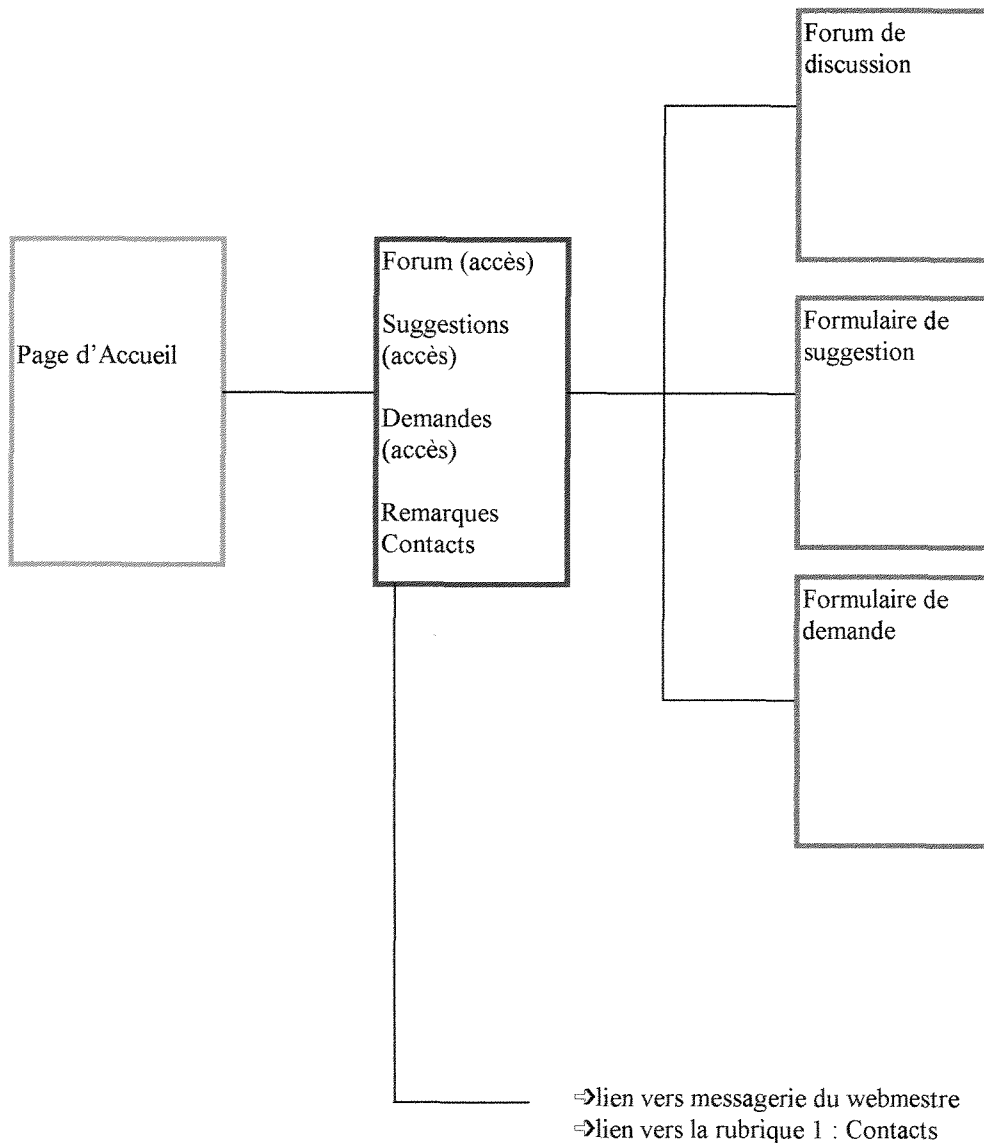 Forum de
discussion
Page d'Accueil
Forum (accès)
Suggestions
(accès)
Demandes
(accès)
Remarques
Contacts
Formulaire de
suggestion
Formulaire de
demande
⇨lien vers messagerie du webmestre
⇨lien vers la rubrique 1 : Contacts